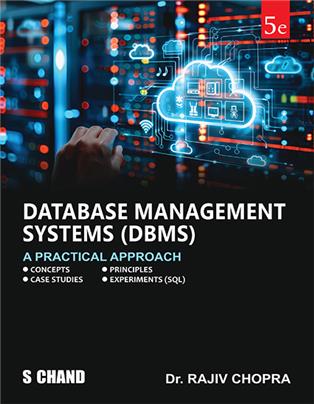 5e
DATABASE MANAGEMENT
SYSTEMS (DBMS)
A PRACTICAL APPROACH
• CONCEPTS • PRINCIPLES
• CASE STUDIES • EXPERIMENTS (SQL)
S CHAND Dr. RAJIV CHOPRA